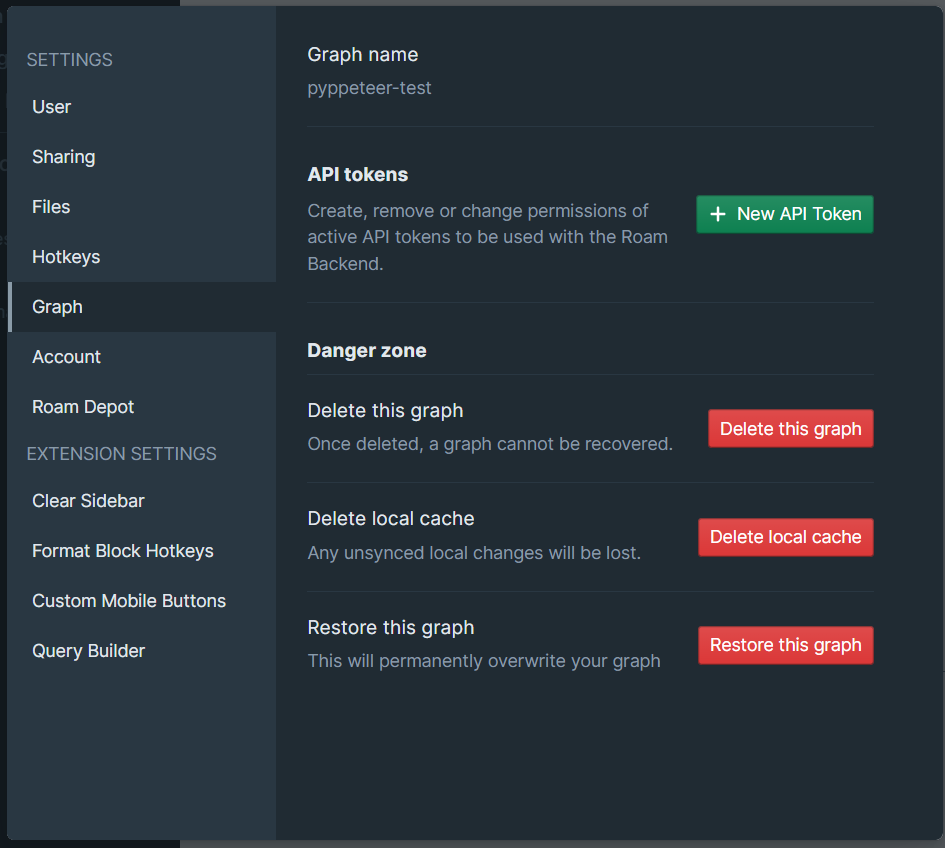 SETTINGS
User
Sharing
Files
Hotkeys
Graph
Account
Roam Depot
EXTENSION SETTINGS
Clear Sidebar
Format Block Hotkeys
Custom Mobile Buttons
Query Builder
Graph name
pyppeteer-test
API tokens
Create, remove or change permissions of
active API tokens to be used with the Roam
Backend.
+ New API Token
Danger zone
Delete this graph
Once deleted, a graph cannot be recovered.
Delete this graph
Delete local cache
Any unsynced local changes will be lost.
Delete local cache
Restore this graph
This will permanently overwrite your graph
Restore this graph